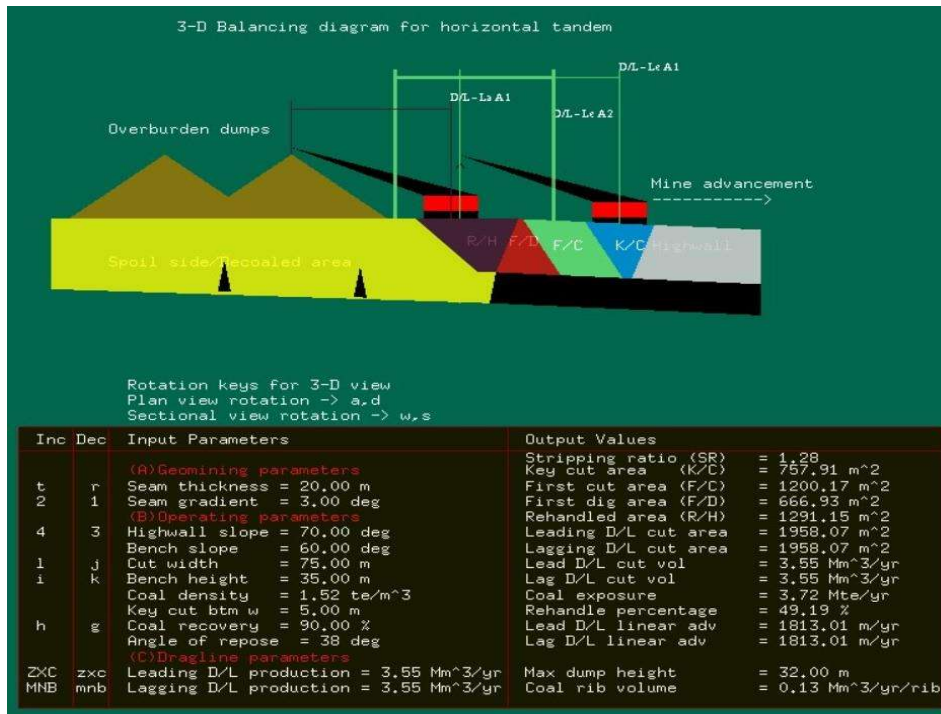 3-D Balancing diagram for horizontal tandem
D/L-Le A1
D/L-La A1
D/L-Le A2
Overburden dumps
Mine advancement
------------->
R/H F/D F/C K/C Highwall
Spoil side/Decoaled area
Rotation keys for 3-D view
Plan view rotation -> a,d
Sectional view rotation -> w,s
Inc Dec Input Parameters Output Values
Stripping ratio (SR) = 1.28
(A)Geomining parameters Key cut area (K/C) = 757.91 m^2
t r Seam thickness = 20.00 m First cut area (F/C) = 1200.17 m^2
2 1 Seam gradient = 3.00 deg First dig area (F/D) = 666.93 m^2
(B)Operating parameters Rehandled area (R/H) = 1291.15 m^2
4 3 Highwall slope = 70.00 deg Leading D/L cut area = 1958.07 m^2
Bench slope = 60.00 deg Lagging D/L cut area = 1958.07 m^2
l j Cut width = 75.00 m Lead D/L cut vol = 3.55 Mm^3/yr
i k Bench height = 35.00 m Lag D/L cut vol = 3.55 Mm^3/yr
Coal density = 1.52 te/m^3 Coal exposure = 3.72 Mte/yr
Key cut btm w = 5.00 m Rehandle percentage = 49.19 %
h g Coal recovery = 90.00 % Lead D/L linear adv = 1813.01 m/yr
Angle of repose = 38 deg Lag D/L linear adv = 1813.01 m/yr
(C)Dragline parameters
ZXC zxc Leading D/L production = 3.55 Mm^3/yr Max dump height = 32.00 m
MNB mnb Lagging D/L production = 3.55 Mm^3/yr Coal rib volume = 0.13 Mm^3/yr/rib